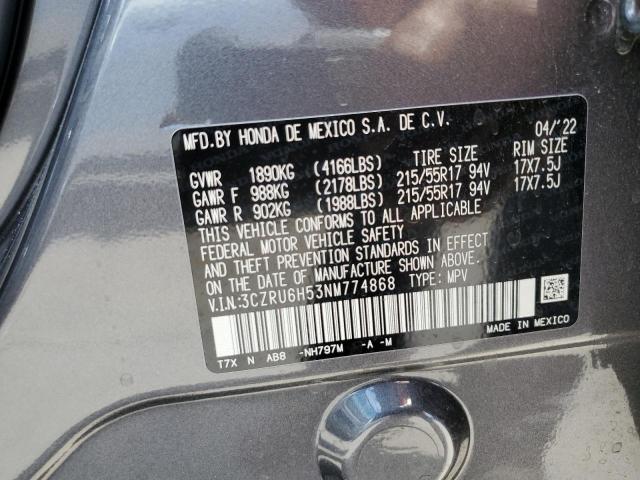 MFD.BY HONDA DE MEXICO S.A. DE C.V. 04/'22
GVWR 1890KG (4166LBS) TIRE SIZE RIM SIZE
GAWR F 988KG (2178LBS) 215/55R17 94V 17X7.5J
GAWR R 902KG (1988LBS) 215/55R17 94V 17X7.5J
THIS VEHICLE CONFORMS TO ALL APPLICABLE
FEDERAL MOTOR VEHICLE SAFETY
AND THEFT PREVENTION STANDARDS IN EFFECT
ON THE DATE OF MANUFACTURE SHOWN ABOVE.
V.I.N:3CZRU6H53NM774868 TYPE: MPV
MADE IN MEXICO
T7X N AB8 -NH797M -A -M